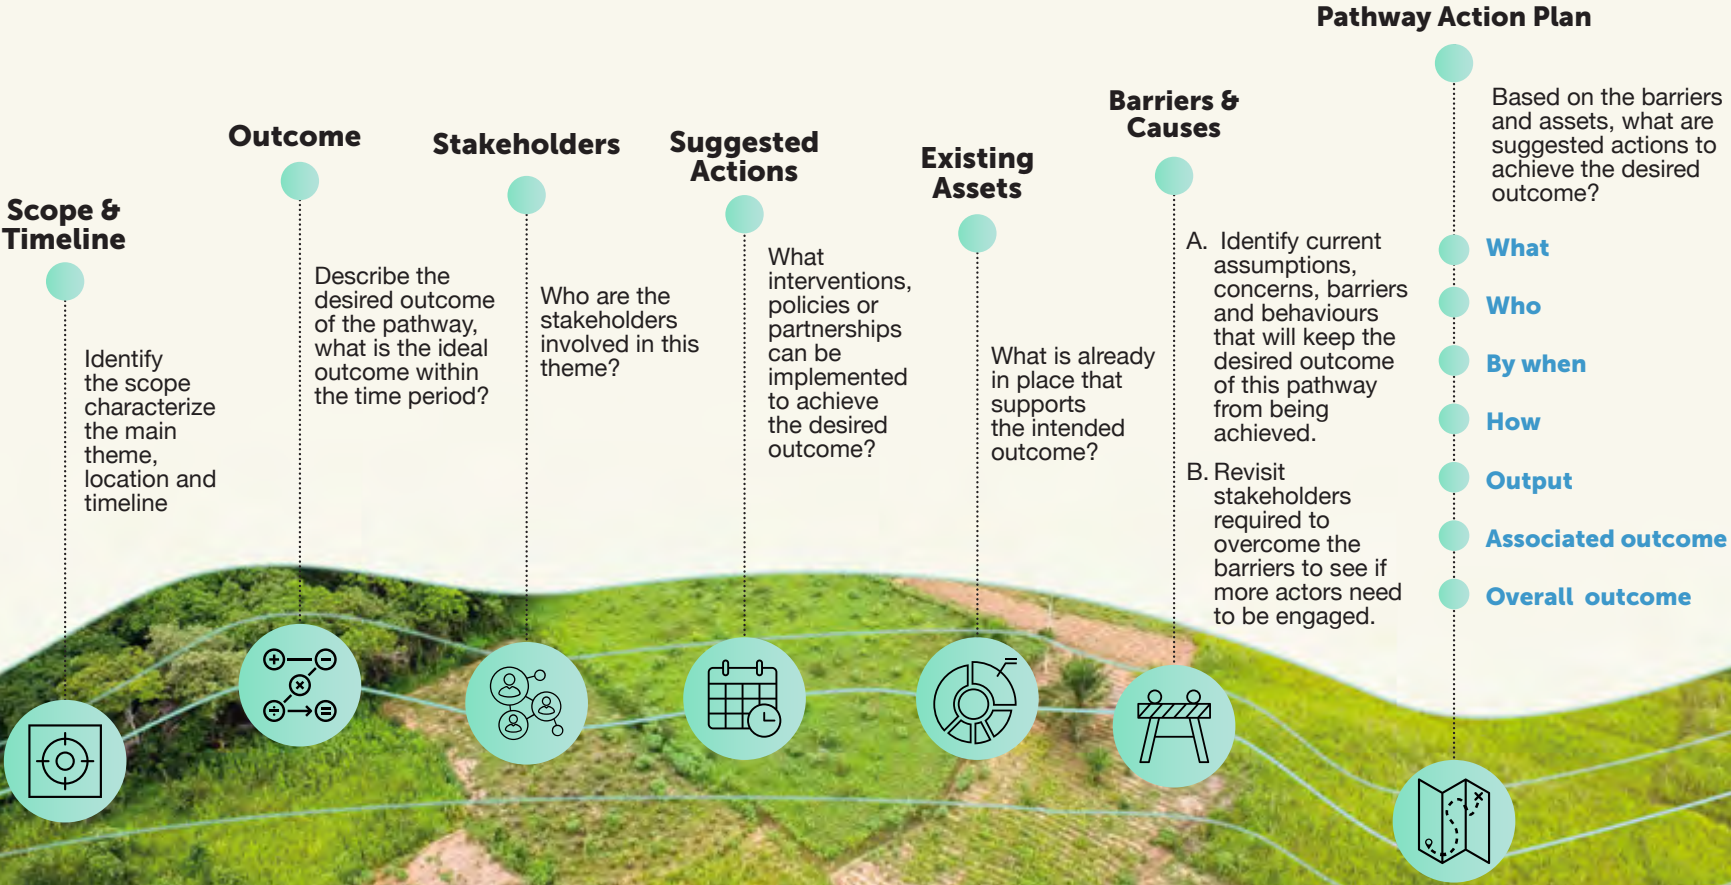 Scope &
Timeline
Identify
the scope
characterize
the main
theme,
location and
timeline
Outcome
Describe the
desired outcome
of the pathway,
what is the ideal
outcome within
the time period?
Stakeholders
Who are the
stakeholders
involved in this
theme?
Suggested
Actions
What
interventions,
policies or
partnerships
can be
implemented
to achieve
the desired
outcome?
Existing
Assets
What is already
in place that
supports
the intended
outcome?
Barriers &
Causes
A. Identify current
assumptions,
concerns, barriers
and behaviours
that will keep the
desired outcome
of this pathway
from being
achieved.
B. Revisit
stakeholders
required to
overcome the
barriers to see if
more actors need
to be engaged.
Pathway Action Plan
Based on the barriers
and assets, what are
suggested actions to
achieve the desired
outcome?
What
Who
By when
How
Output
Associated outcome
Overall outcome